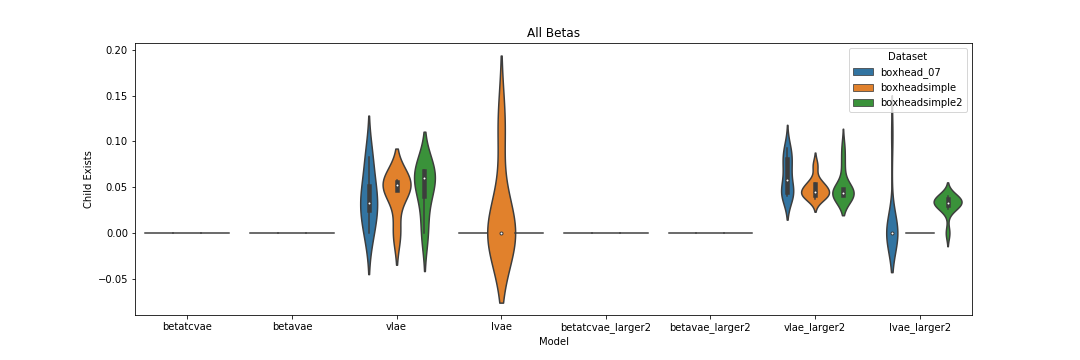 All Betas
0.20
0.15
0.10
0.05
0.00
−0.05
Child Exists
Dataset
boxhead_07
boxheadsimple
boxheadsimple2
betatcvae betavae vlae lvae betatcvae_larger2 betavae_larger2 vlae_larger2 lvae_larger2
Model